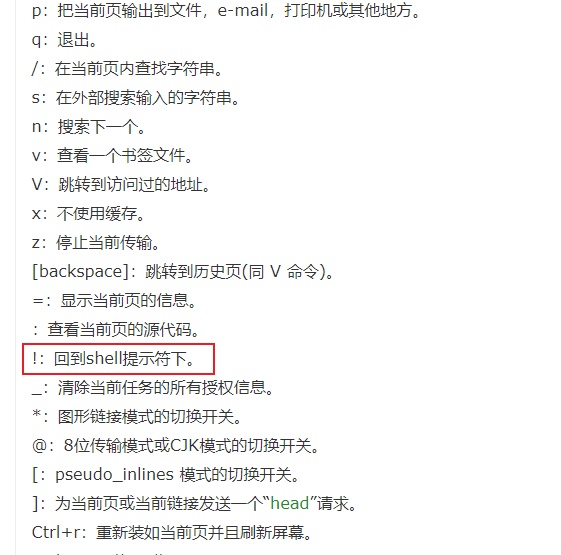 p：把当前页输出到文件，e-mail，打印机或其他地方。
q：退出。
/：在当前页内查找字符串。
s：在外部搜索输入的字符串。
n：搜索下一个。
v：查看一个书签文件。
V：跳转到访问过的地址。
x：不使用缓存。
z：停止当前传输。
[backspace]：跳转到历史页(同 V 命令)。
=：显示当前页的信息。
：查看当前页的源代码。
!：回到shell提示符下。
_：清除当前任务的所有授权信息。
*：图形链接模式的切换开关。
@：8位传输模式或CJK模式的切换开关。
[：pseudo_inlines 模式的切换开关。
]：为当前页或当前链接发送一个“head”请求。
Ctrl+r：重新装如当前页并且刷新屏幕。